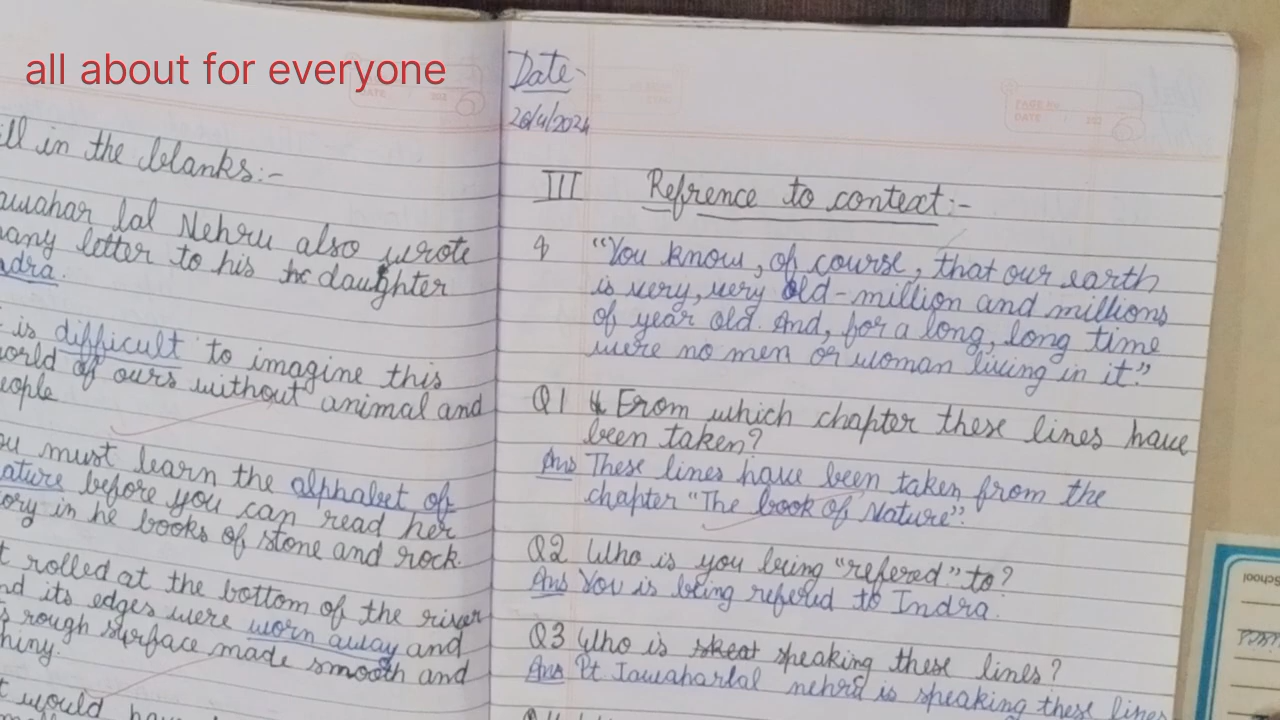 all about for everyone
ill in the blanks:-
awahar lal Nehru also wrote
many letter to his daughter
ndra.
t is difficult to imagine this
world of ours without animal and
eople
ou must learn the alphabet of
ature before you can read her
tory in he books of stone and rock.
t rolled at the bottom of the river
nd its edges were worn away and
s rough surface made smooth and
hiny.
t would
Date-
26/4/2024
III Refrence to context:-
"You know, of course, that our earth
is very, very old-million and millions
of year old. And, for a long, long time
were no men or woman living in it."
Q1 From which chapter these lines have
been taken?
Ans These lines have been taken from the
chapter "The book of Nature".
Q2 Who is you being "refered" to?
Ans You is being refered to Indra.
Q3 Who is speaking these lines?
Ans Pt Jawaharlal nehru is speaking these lines
School